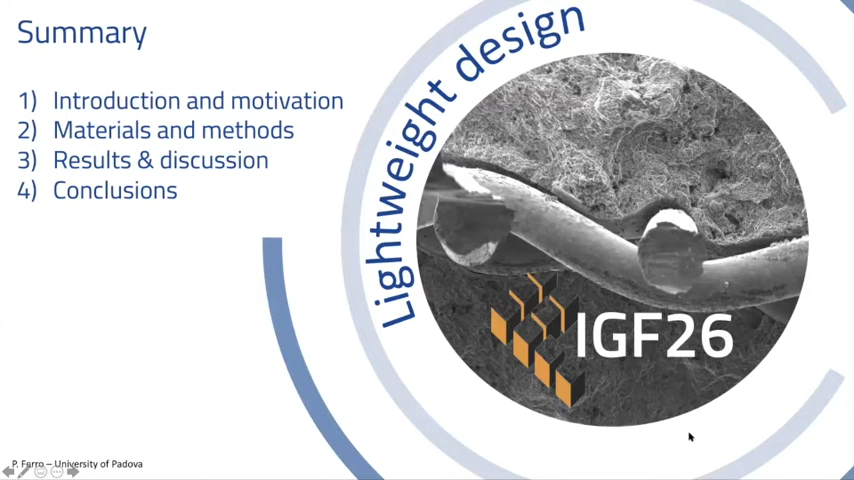 Summary
1) Introduction and motivation
2) Materials and methods
3) Results & discussion
4) Conclusions
Lightweight design
IGF26
P. Ferro – University of Padova